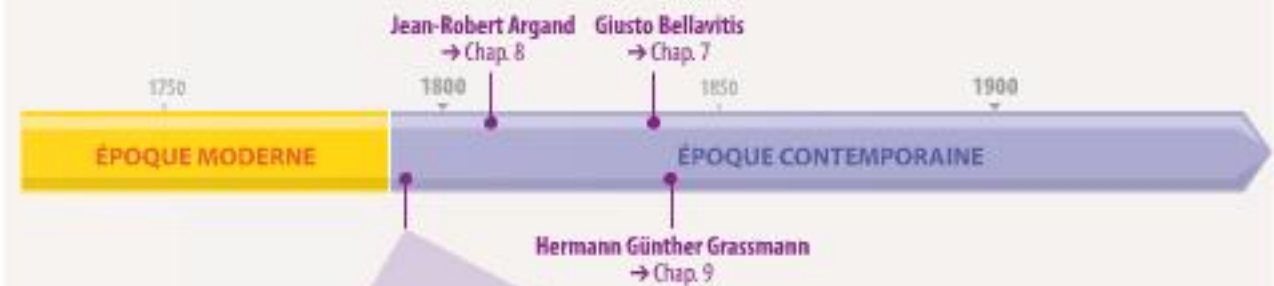 Jean-Robert Argand
→ Chap. 8
Giusto Bellavitis
→ Chap. 7
1750
1800
1850
1900
ÉPOQUE MODERNE
ÉPOQUE CONTEMPORAINE
Hermann Günther Grassmann
→ Chap. 9